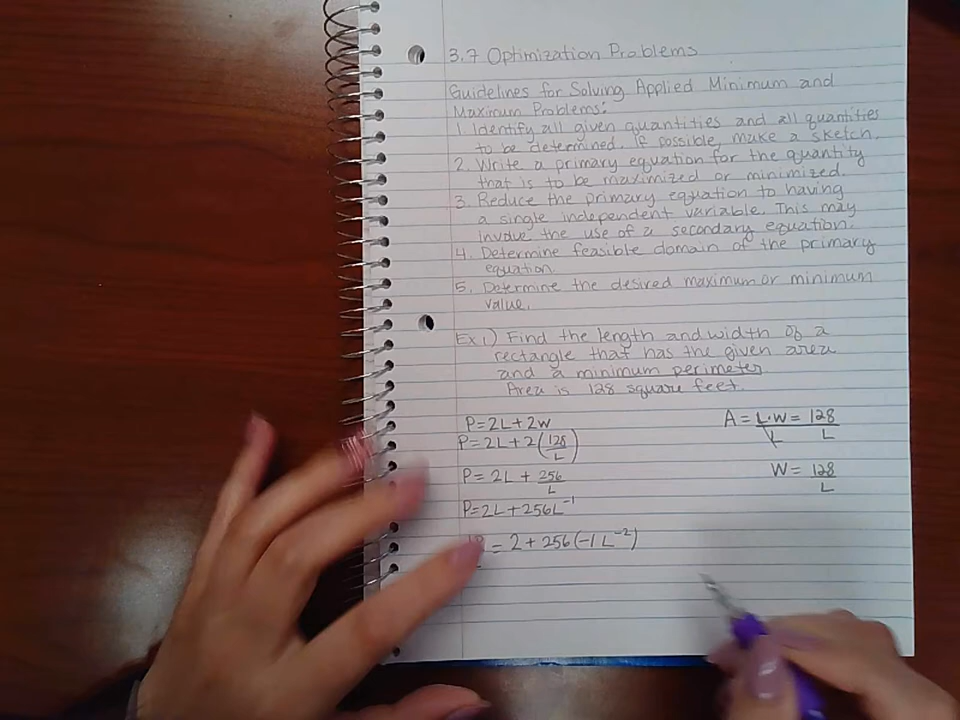 3.7 Optimization Problems
Guidelines for Solving Applied Minimum and
Maximum Problems:
1. Identify all given quantities and all quantities
to be determined. If possible, make a sketch.
2. Write a primary equation for the quantity
that is to be maximized or minimized.
3. Reduce the primary equation to having
a single independent variable. This may
involve the use of a secondary equation.
4. Determine feasible domain of the primary
equation.
5. Determine the desired maximum or minimum
value.
Ex 1) Find the length and width of a
rectangle that has the given area
and a minimum perimeter
Area is 128 square feet.
P=2L+2W
P=2L+2(128/L)
P=2L+256/L
P=2L+256L⁻¹
= 2+256(-1L⁻²)
A = L·W/L = 128/L
W = 128/L